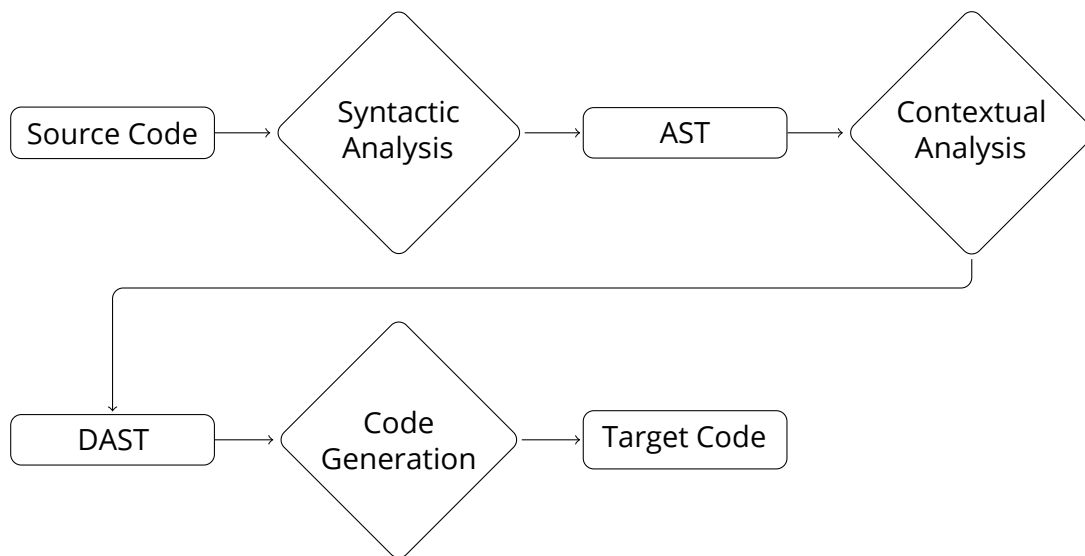 Source Code
Syntactic
Analysis
AST
Contextual
Analysis
DAST
Code
Generation
Target Code